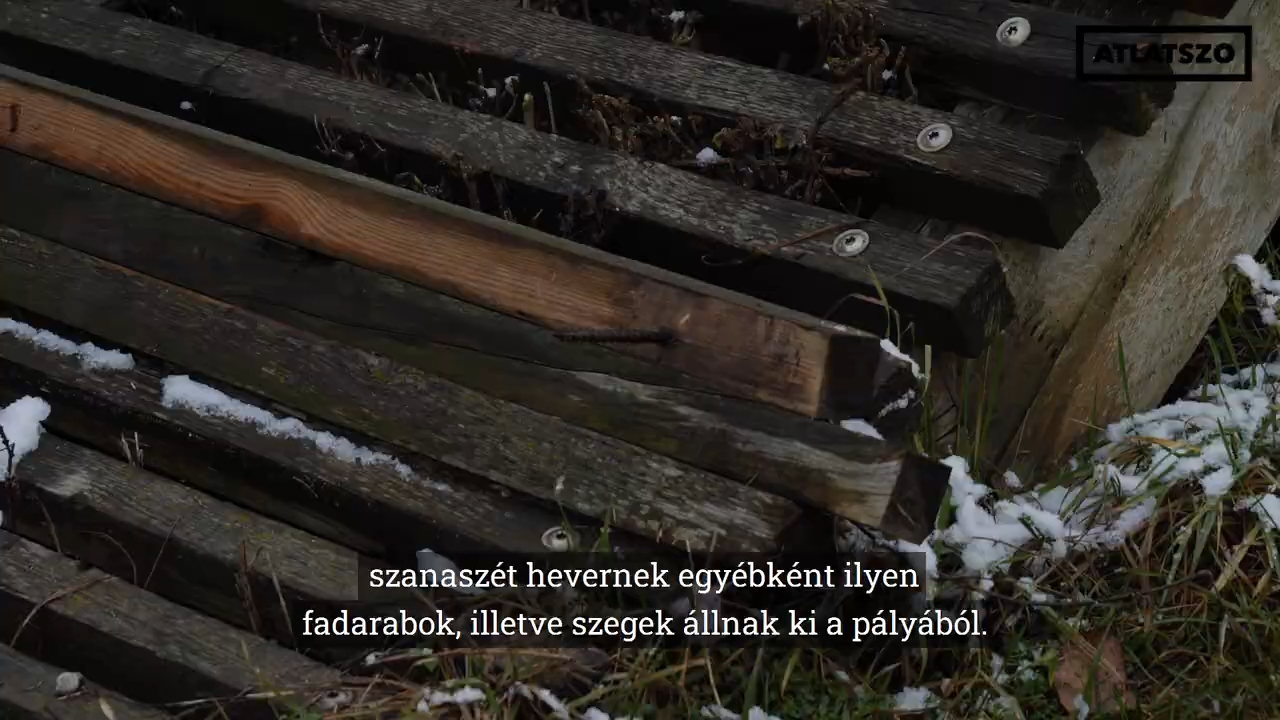 ATLATSZO
szanaszét hevernek egyébként ilyen
fadarabok, illetve szegek állnak ki a pályából.